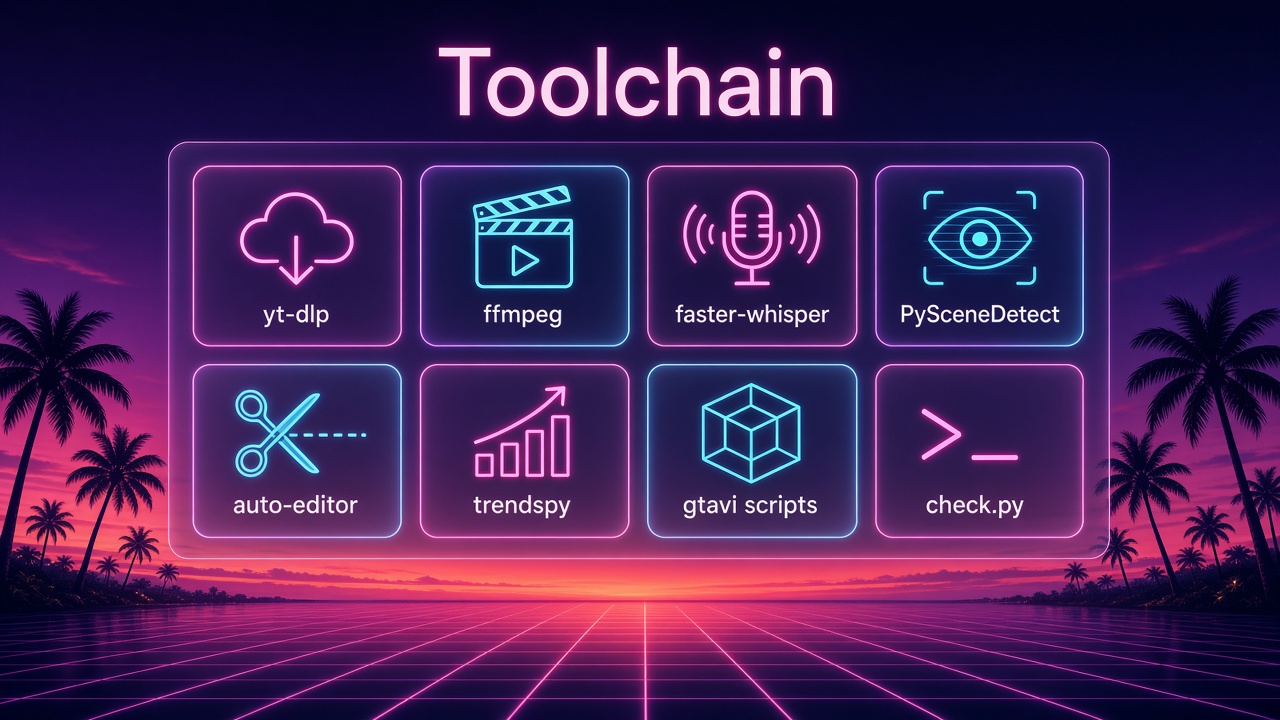 Toolchain
yt-dlp
ffmpeg
faster-whisper
PySceneDetect
auto-editor
trendspy
gtavi scripts
check.py